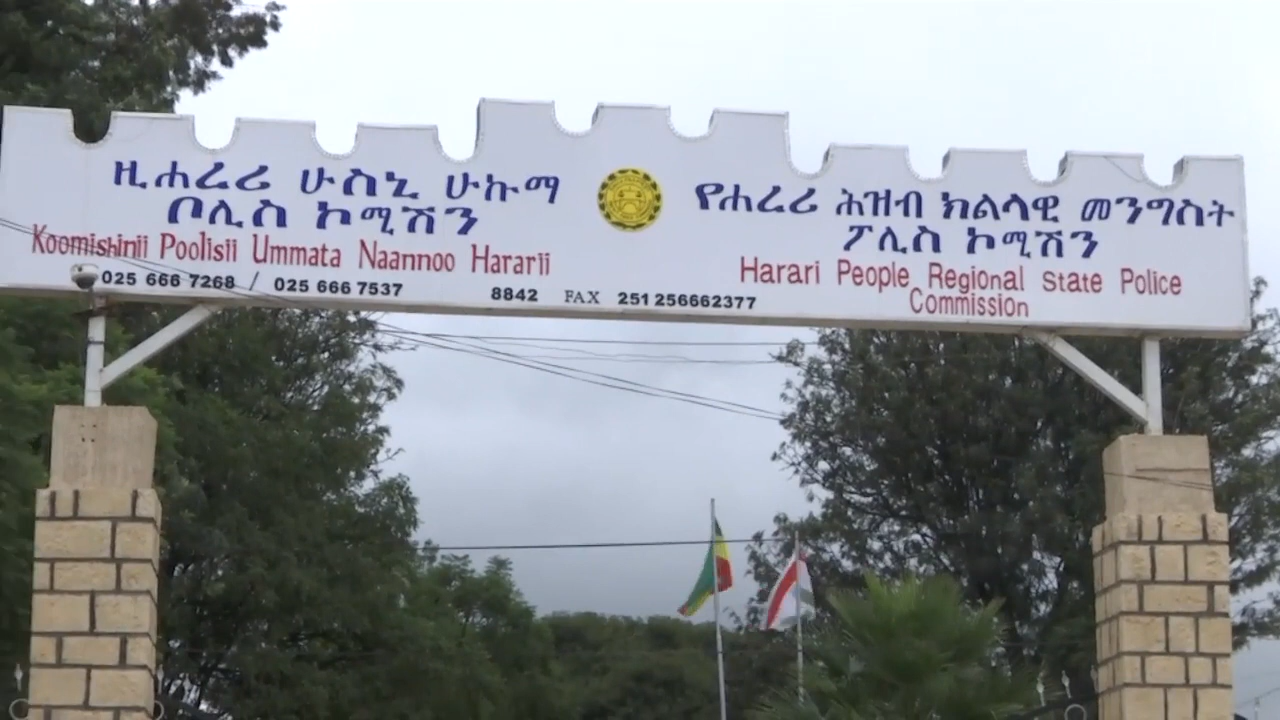 ዚሐረሪ ሁስኒ ሁኩማ
ቦሊስ ኮሚሽን
Koomishinii Poolisii Ummata Naannoo Hararii
025 666 7268 / 025 666 7537 8842 FAX 251 256662377
የሐረሪ ሕዝብ ክልላዊ መንግስት
ፖሊስ ኮሚሽን
Harari People Regional State Police
Commission